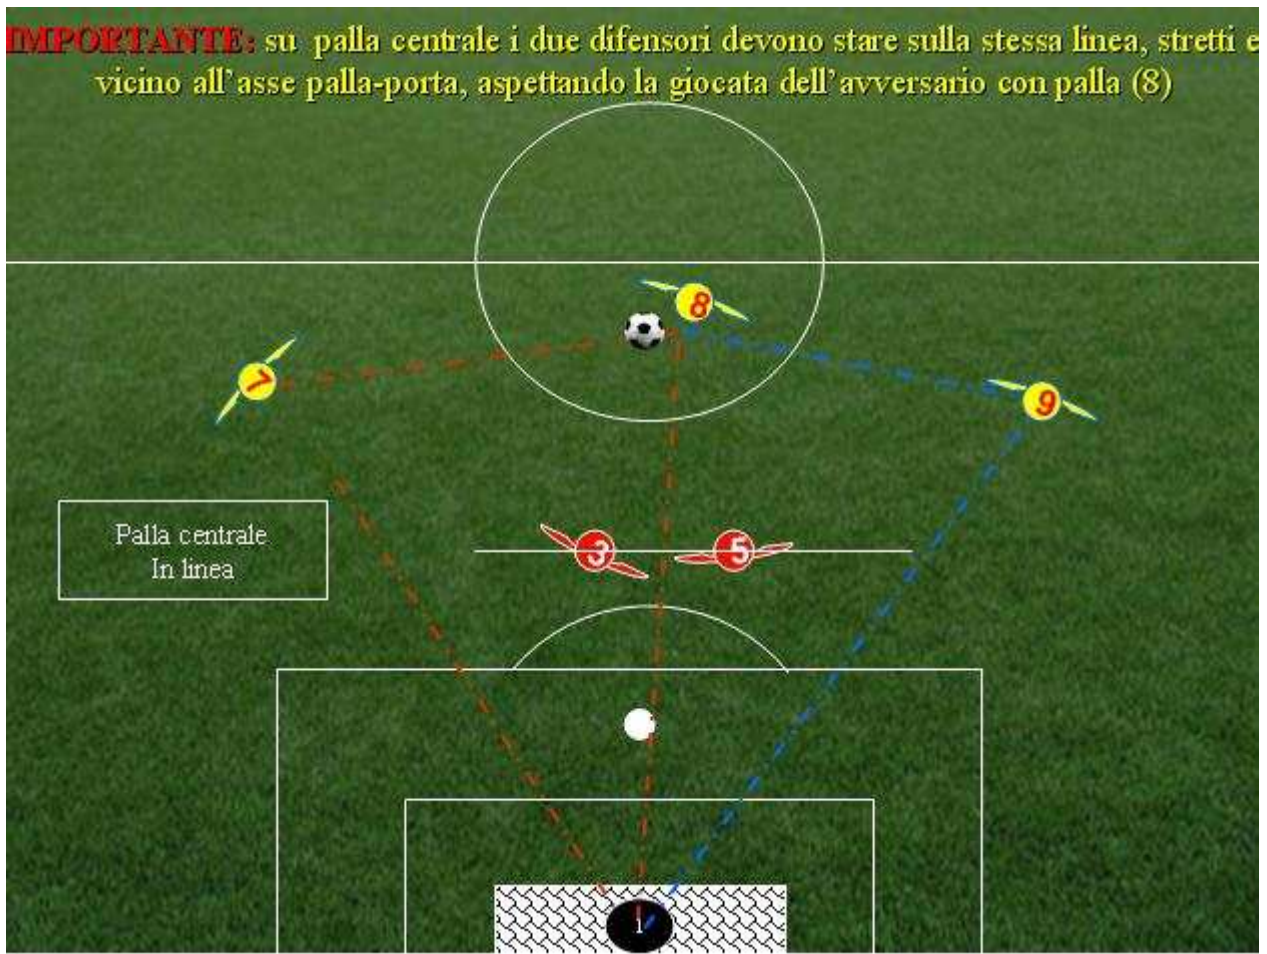 IMPORTANTE: su palla centrale i due difensori devono stare sulla stessa linea, stretti e
vicino all'asse palla-porta, aspettando la giocata dell'avversario con palla (8)
8
7
9
Palla centrale
In linea
3
5
1